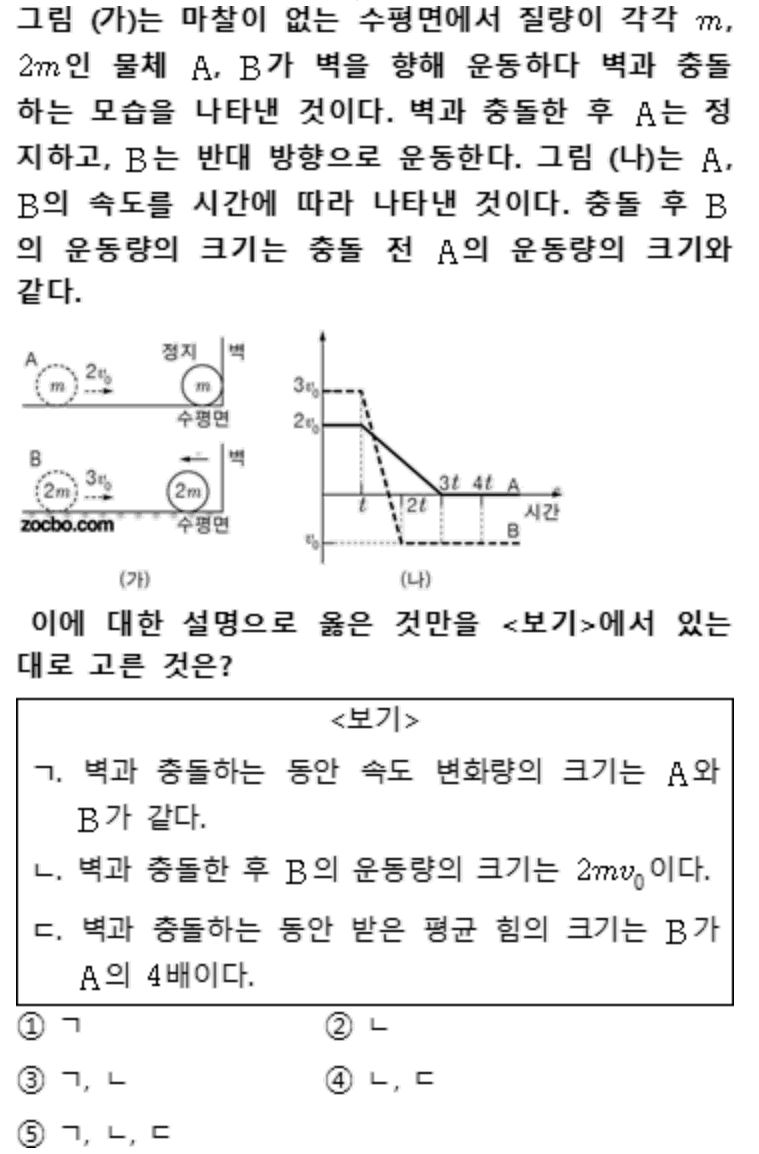 그림 (가)는 마찰이 없는 수평면에서 질량이 각각 m,
2m인 물체 A, B가 벽을 향해 운동하다 벽과 충돌
하는 모습을 나타낸 것이다. 벽과 충돌한 후 A는 정
지하고, B는 반대 방향으로 운동한다. 그림 (나)는 A,
B의 속도를 시간에 따라 나타낸 것이다. 충돌 후 B
의 운동량의 크기는 충돌 전 A의 운동량의 크기와
같다.
A 2v₀ m 정지 m 벽
수평면
B 3v₀ 2m 2m 벽
zocbo.com 수평면
(가)
3v₀
2v₀
t 2t 3t 4t A
시간
B
v₀
(나)
이에 대한 설명으로 옳은 것만을 <보기>에서 있는
대로 고른 것은?
<보기>
ㄱ. 벽과 충돌하는 동안 속도 변화량의 크기는 A와
B가 같다.
ㄴ. 벽과 충돌한 후 B의 운동량의 크기는 2mv₀이다.
ㄷ. 벽과 충돌하는 동안 받은 평균 힘의 크기는 B가
A의 4배이다.
① ㄱ ② ㄴ
③ ㄱ, ㄴ ④ ㄴ, ㄷ
⑤ ㄱ, ㄴ, ㄷ